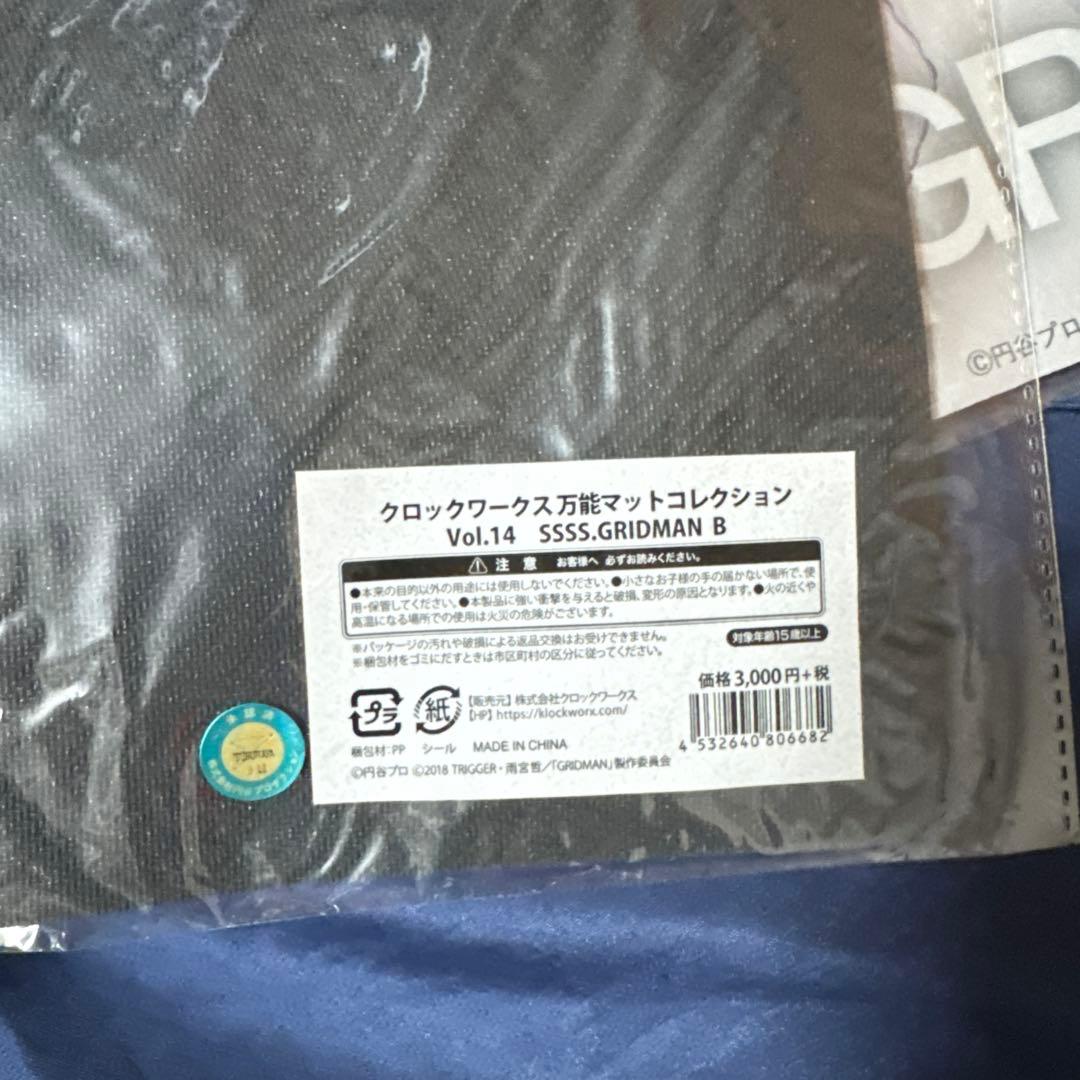 GP
©円谷プロ
クロックワークス 万能マットコレクション
Vol.14 SSSS.GRIDMAN B
注 意 お客様へ 必ずお読みください。
●本来の目的以外の用途には使用しないでください。●小さなお子様の手の届かない場所で、使
用・保管してください。●本製品に強い衝撃を与えると破損、変形の原因となります。●火の近くや
高温になる場所での使用は火災の危険がございます。
※パッケージの汚れや破損による返品交換はお受けできません。
※梱包材をゴミにだすときは市区町村の区分に従ってください。
対象年齢15歳以上
価格 3,000円+税
プラ
紙
【販売元】株式会社クロックワークス
【HP】https://klockworx.com/
梱包材:PP シール MADE IN CHINA
4 532640 806682
©円谷プロ ©2018 TRIGGER・雨宮哲/「GRIDMAN」製作委員会